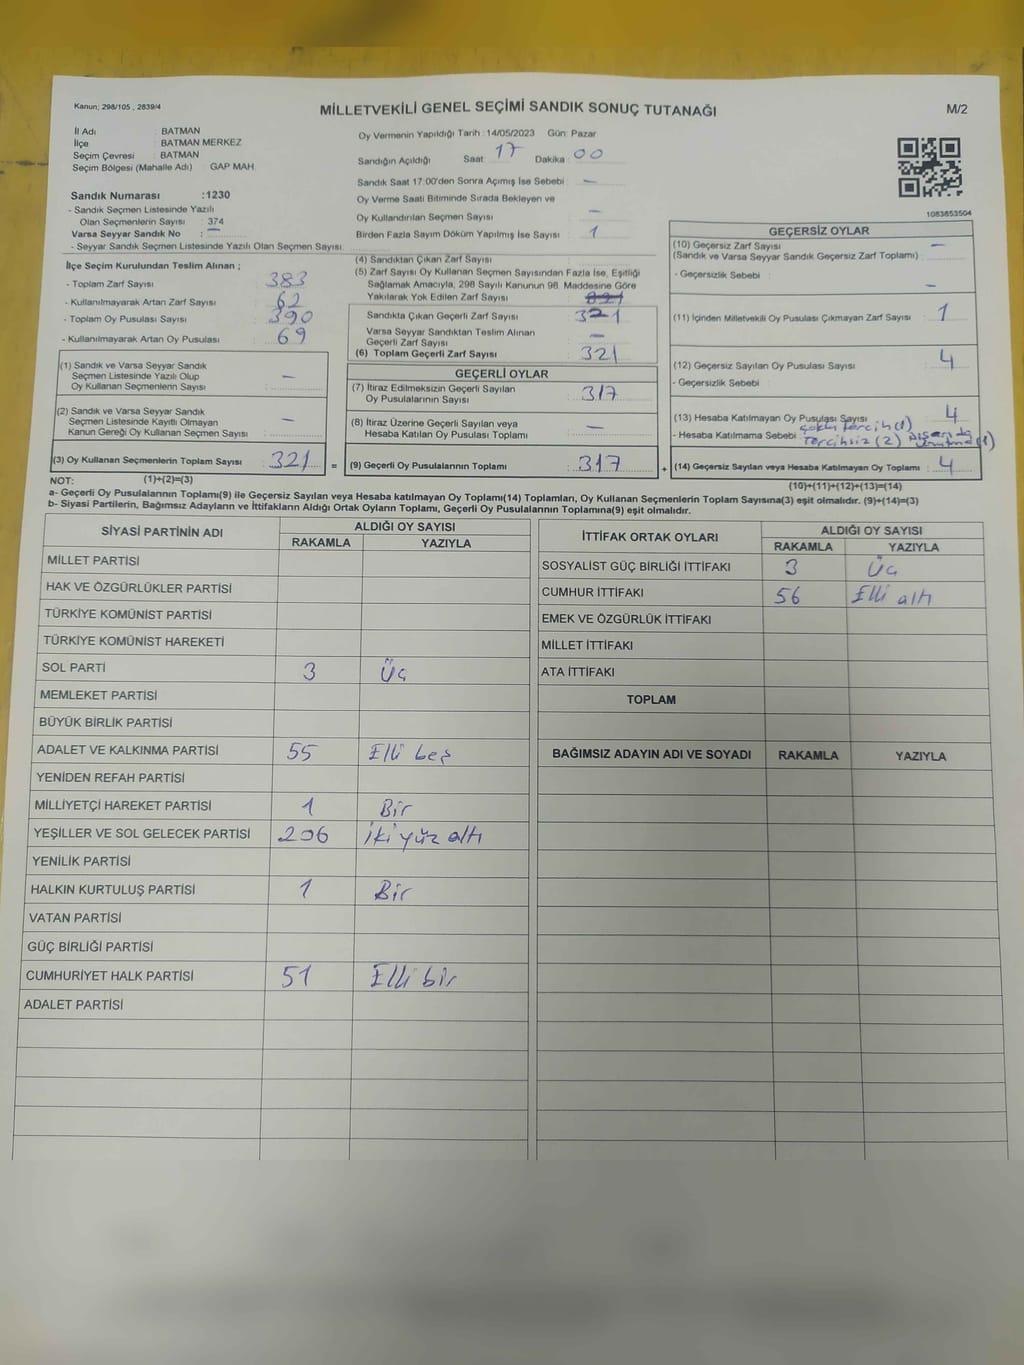 Kanun; 298/105 , 2839/4
MİLLETVEKİLİ GENEL SEÇİMİ SANDIK SONUÇ TUTANAĞI
M/2
İl Adı : BATMAN
İlçe : BATMAN MERKEZ
Seçim Çevresi : BATMAN
Seçim Bölgesi (Mahalle Adı) : GAP MAH.
Sandık Numarası :1230
- Sandık Seçmen Listesinde Yazılı
Olan Seçmenlerin Sayısı : 374
Varsa Seyyar Sandık No : —
- Seyyar Sandık Seçmen Listesinde Yazılı Olan Seçmen Sayısı:
Oy Vermenin Yapıldığı Tarih :14/05/2023 Gün: Pazar
Sandığın Açıldığı Saat: 17 Dakika : 00
Sandık Saat 17:00'den Sonra Açımış İse Sebebi : —
Oy Verme Saati Bitiminde Sırada Bekleyen ve
Oy Kullandırılan Seçmen Sayısı : —
Birden Fazla Sayım Döküm Yapılmış İse Sayısı : 1
1083853504
İlçe Seçim Kurulundan Teslim Alınan ;
- Toplam Zarf Sayısı : 383
- Kullanılmayarak Artan Zarf Sayısı : 62
- Toplam Oy Pusulası Sayısı : 390
- Kullanılmayarak Artan Oy Pusulası : 69
(1) Sandık ve Varsa Seyyar Sandık
Seçmen Listesinde Yazılı Olup
Oy Kullanan Seçmenlerin Sayısı : —
(2) Sandık ve Varsa Seyyar Sandık
Seçmen Listesinde Kayıtlı Olmayan
Kanun Gereği Oy Kullanan Seçmen Sayısı : —
(3) Oy Kullanan Seçmenlerin Toplam Sayısı : 321 =
(1)+(2)=(3)
(4) Sandıktan Çıkan Zarf Sayısı :
(5) Zarf Sayısı Oy Kullanan Seçmen Sayısından Fazla İse, Eşitliği
Sağlamak Amacıyla, 298 Sayılı Kanunun 98. Maddesine Göre
Yakılarak Yok Edilen Zarf Sayısı :
Sandıkta Çıkan Geçerli Zarf Sayısı : 321
Varsa Seyyar Sandıktan Teslim Alınan
Geçerli Zarf Sayısı : —
(6) Toplam Geçerli Zarf Sayısı : 321
GEÇERLİ OYLAR
(7) İtiraz Edilmeksizin Geçerli Sayılan
Oy Pusulalarının Sayısı : 317
(8) İtiraz Üzerine Geçerli Sayılan veya
Hesaba Katılan Oy Pusulası Toplamı : —
(9) Geçerli Oy Pusulalarının Toplamı : 317 +
GEÇERSİZ OYLAR
(10) Geçersiz Zarf Sayısı : —
(Sandık ve Varsa Seyyar Sandık Geçersiz Zarf Toplamı)
- Geçersizlik Sebebi : —
(11) İçinden Milletvekili Oy Pusulası Çıkmayan Zarf Sayısı : 1
(12) Geçersiz Sayılan Oy Pusulası Sayısı : 4
- Geçersizlik Sebebi :
(13) Hesaba Katılmayan Oy Pusulası Sayısı : 4
çoklu tercih (1)
- Hesaba Katılmama Sebebi : Tercihsiz (2) (1)
(14) Geçersiz Sayılan veya Hesaba Katılmayan Oy Toplamı : 4
(10)+(11)+(12)+(13)=(14)
NOT:
a- Geçerli Oy Pusulalarının Toplamı(9) ile Geçersiz Sayılan veya Hesaba katılmayan Oy Toplamı(14) Toplamları, Oy Kullanan Seçmenlerin Toplam Sayısına(3) eşit olmalıdır. (9)+(14)=(3)
b- Siyasi Partilerin, Bağımsız Adayların ve İttifakların Aldığı Ortak Oyların Toplamı, Geçerli Oy Pusulalarının Toplamına(9) eşit olmalıdır.
SİYASİ PARTİNİN ADI ALDIĞI OY SAYISI
RAKAMLA YAZIYLA
MİLLET PARTİSİ
HAK VE ÖZGÜRLÜKLER PARTİSİ
TÜRKİYE KOMÜNİST PARTİSİ
TÜRKİYE KOMÜNİST HAREKETİ
SOL PARTİ 3 Üç
MEMLEKET PARTİSİ
BÜYÜK BİRLİK PARTİSİ
ADALET VE KALKINMA PARTİSİ 55 Elli beş
YENİDEN REFAH PARTİSİ
MİLLİYETÇİ HAREKET PARTİSİ 1 Bir
YEŞİLLER VE SOL GELECEK PARTİSİ 206 İki yüz altı
YENİLİK PARTİSİ
HALKIN KURTULUŞ PARTİSİ 1 Bir
VATAN PARTİSİ
GÜÇ BİRLİĞİ PARTİSİ
CUMHURİYET HALK PARTİSİ 51 Elli bir
ADALET PARTİSİ
İTTİFAK ORTAK OYLARI ALDIĞI OY SAYISI
RAKAMLA YAZIYLA
SOSYALİST GÜÇ BİRLİĞİ İTTİFAKI 3 Üç
CUMHUR İTTİFAKI 56 Elli altı
EMEK VE ÖZGÜRLÜK İTTİFAKI
MİLLET İTTİFAKI
ATA İTTİFAKI
TOPLAM
BAĞIMSIZ ADAYIN ADI VE SOYADI RAKAMLA YAZIYLA